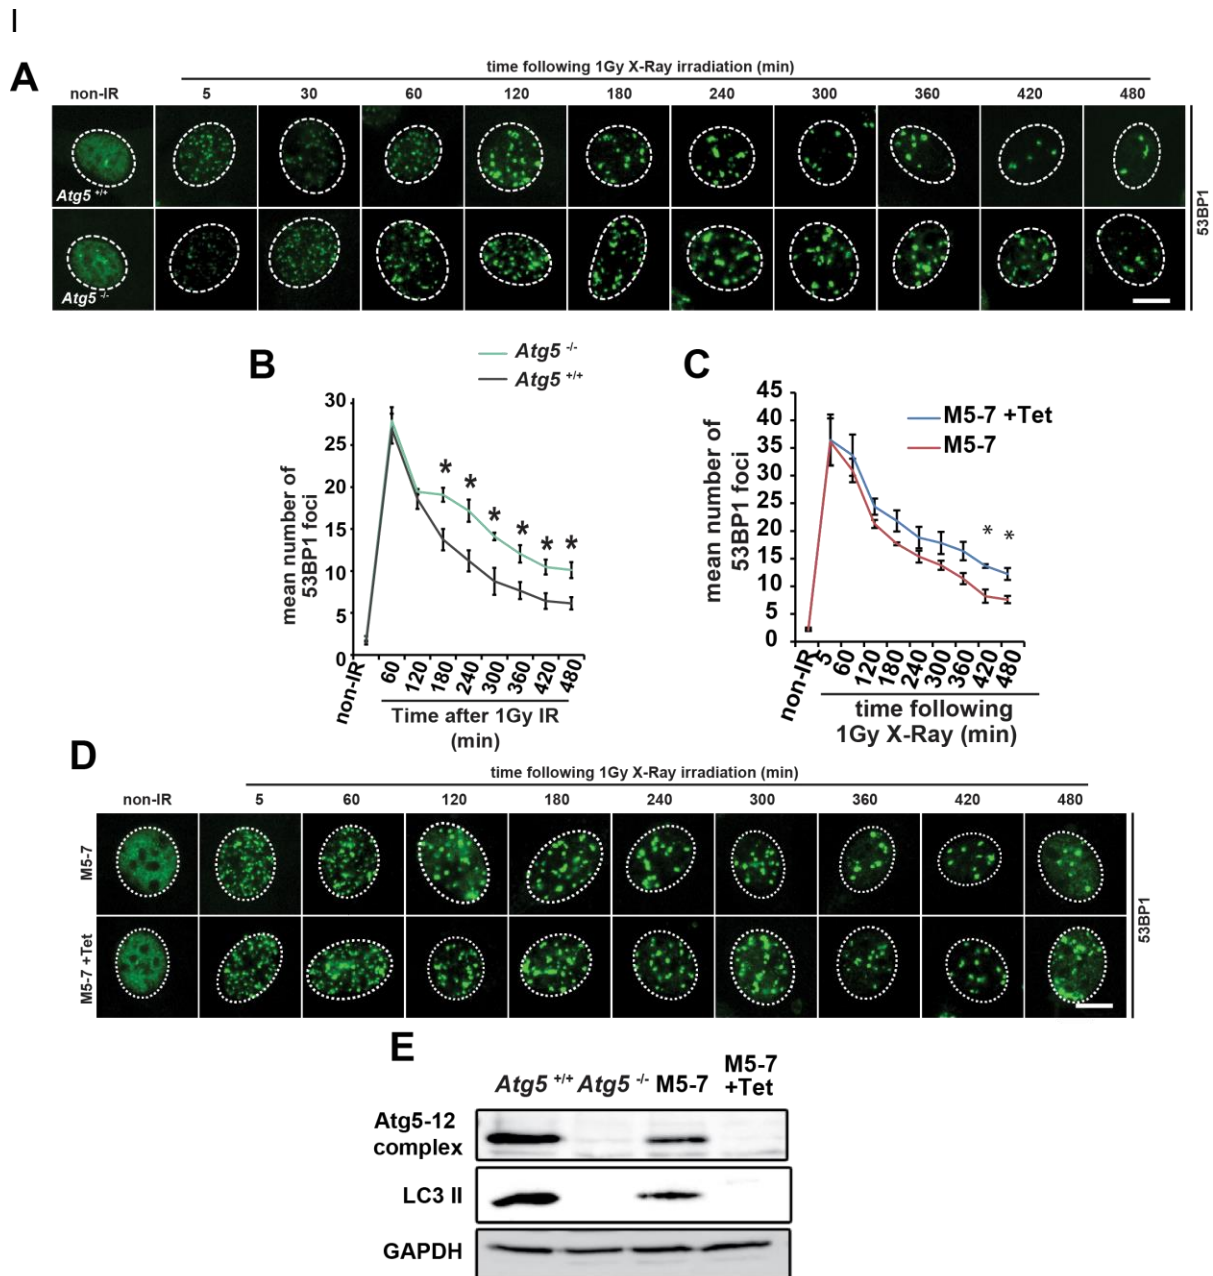 I
A
time following 1Gy X-Ray irradiation (min)
non-IR 5 30 60 120 180 240 300 360 420 480
Atg5 +/+
Atg5 -/-
53BP1
B
Atg5 -/-
Atg5 +/+
mean number of
53BP1 foci
30
25
20
15
10
5
0
* * * * * *
non-IR 60 120 180 240 300 360 420 480
Time after 1Gy IR
(min)
C
M5-7 +Tet
M5-7
mean number of
53BP1 foci
45
40
35
30
25
20
15
10
5
0
* *
non-IR 5 60 120 180 240 300 360 420 480
time following
1Gy X-Ray (min)
D
time following 1Gy X-Ray irradiation (min)
non-IR 5 60 120 180 240 300 360 420 480
M5-7
M5-7 +Tet
53BP1
E
Atg5 +/+ Atg5 -/- M5-7 M5-7
+Tet
Atg5-12
complex
LC3 II
GAPDH